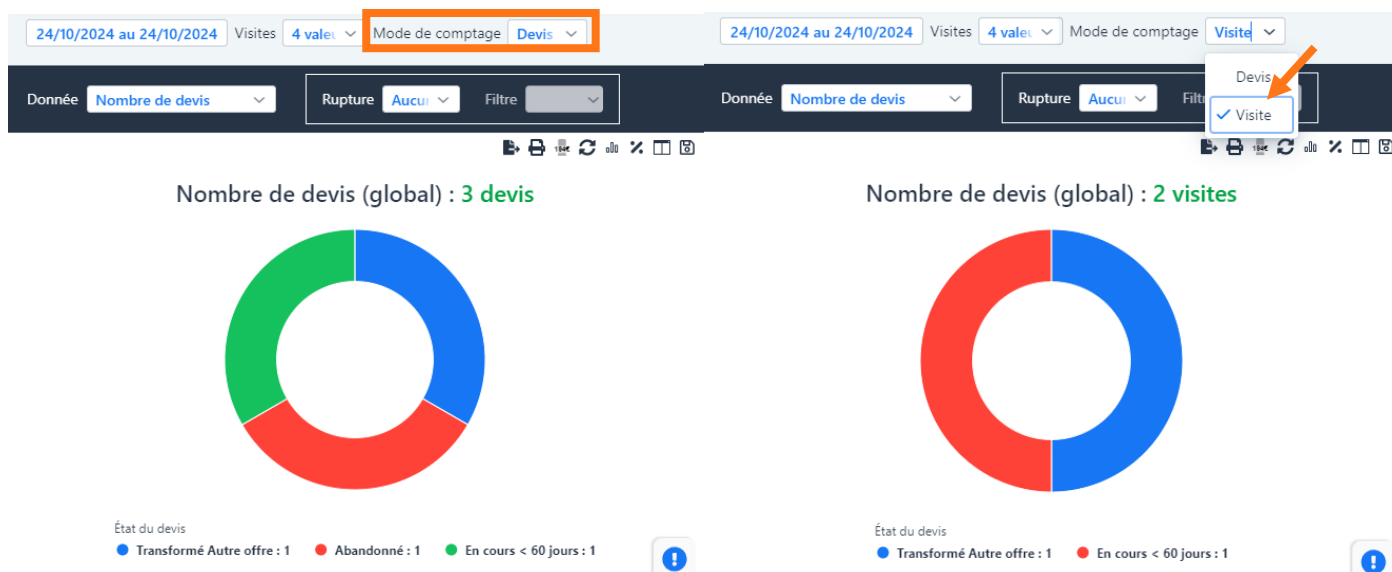 24/10/2024 au 24/10/2024 Visites 4 Mode de comptage Devis
Donnée Nombre de devis Rupture Filtre
Nombre de devis (global) : 3 devis
État du devis
Transformé Autre offre : 1 Abandonné : 1 En cours < 60 jours : 1
24/10/2024 au 24/10/2024 Visites 4 Mode de comptage Visite
Devis
Visite
Donnée Nombre de devis Rupture
Nombre de devis (global) : 2 visites
État du devis
Transformé Autre offre : 1 En cours < 60 jours : 1